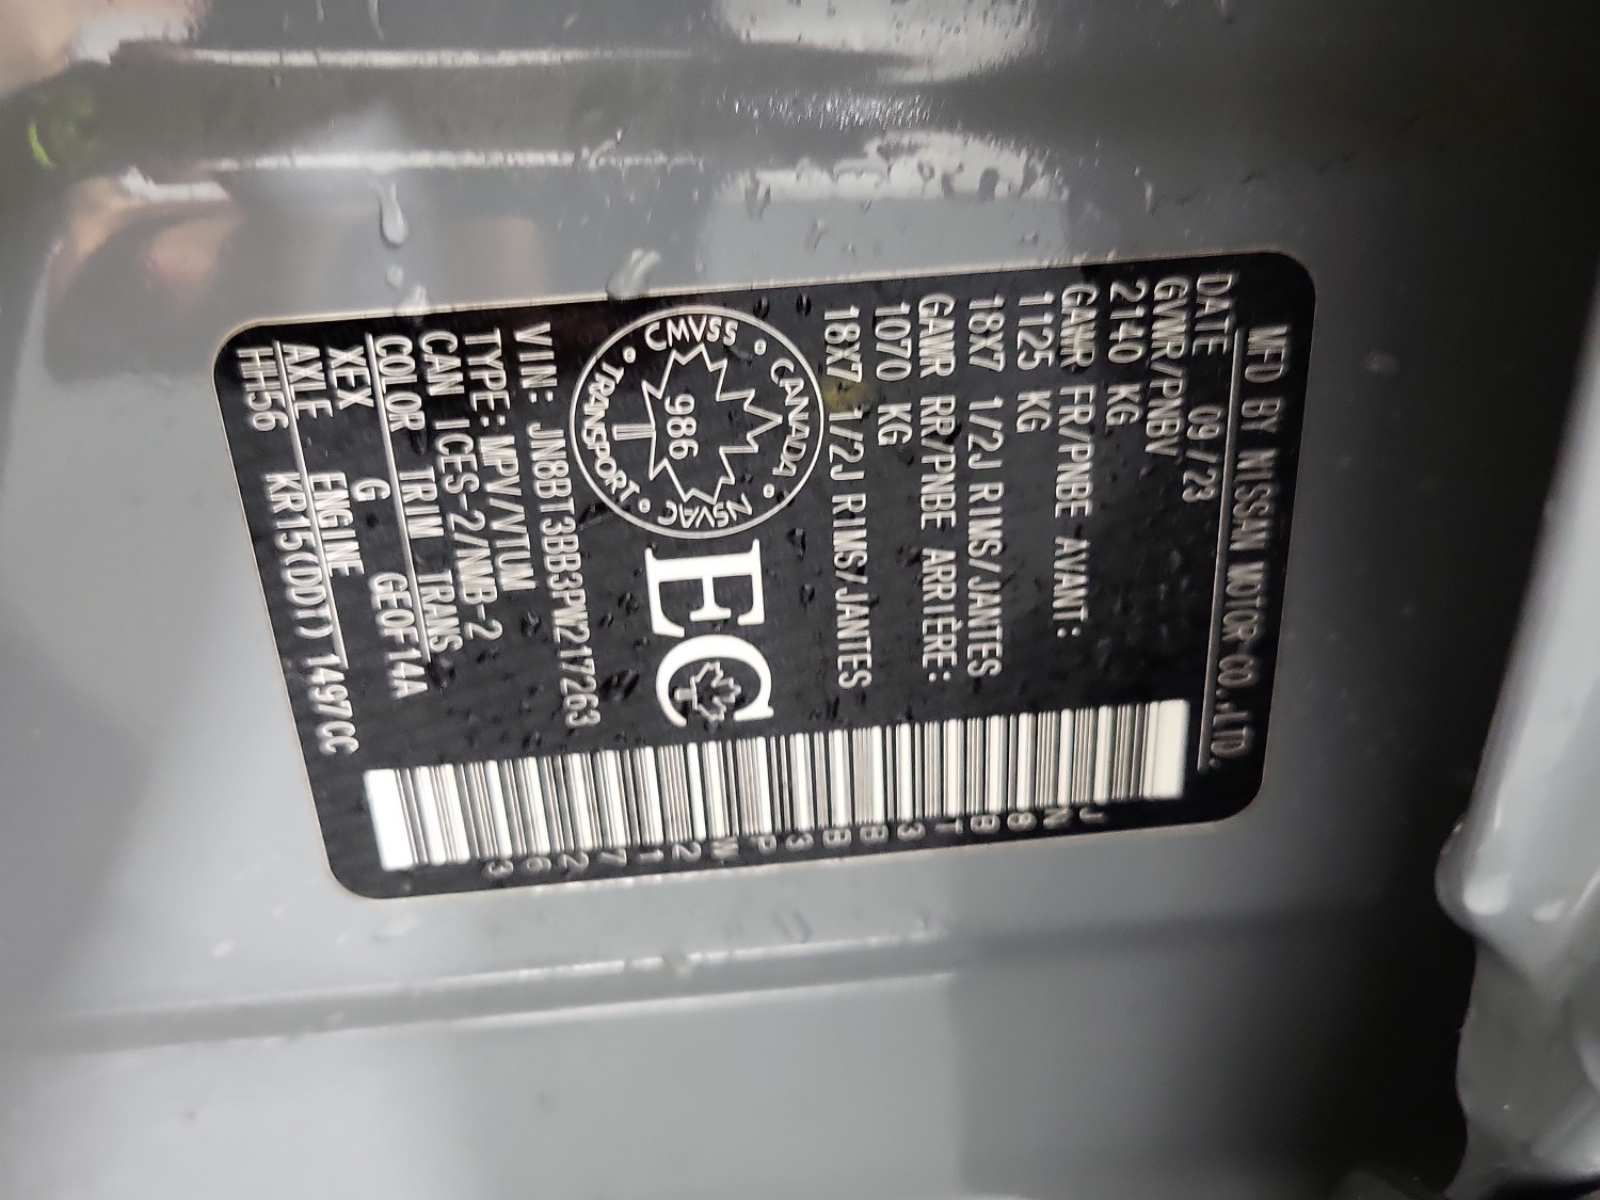 MFD BY NISSAN MOTOR CO.,LTD.
DATE 09/23
GVWR/PNBV
2140 KG
GAWR FR/PNBE AVANT:
1125 KG
18X7 1/2J RIMS/JANTES
GAWR RR/PNBE ARRIÈRE:
1070 KG
18X7 1/2J RIMS/JANTES
CANADA • NSVAC • TRANSPORT • CMVSS
986
EC
VIN: JN8BT3BB3PW217263
TYPE:MPV/VTUM
CAN ICES-2/NMB-2
COLOR TRIM TRANS
XFX G GEOF14IA
AXLE ENGINE
HH56 KR15(DDT) 1497CC
JN8BT3BB3PW217263